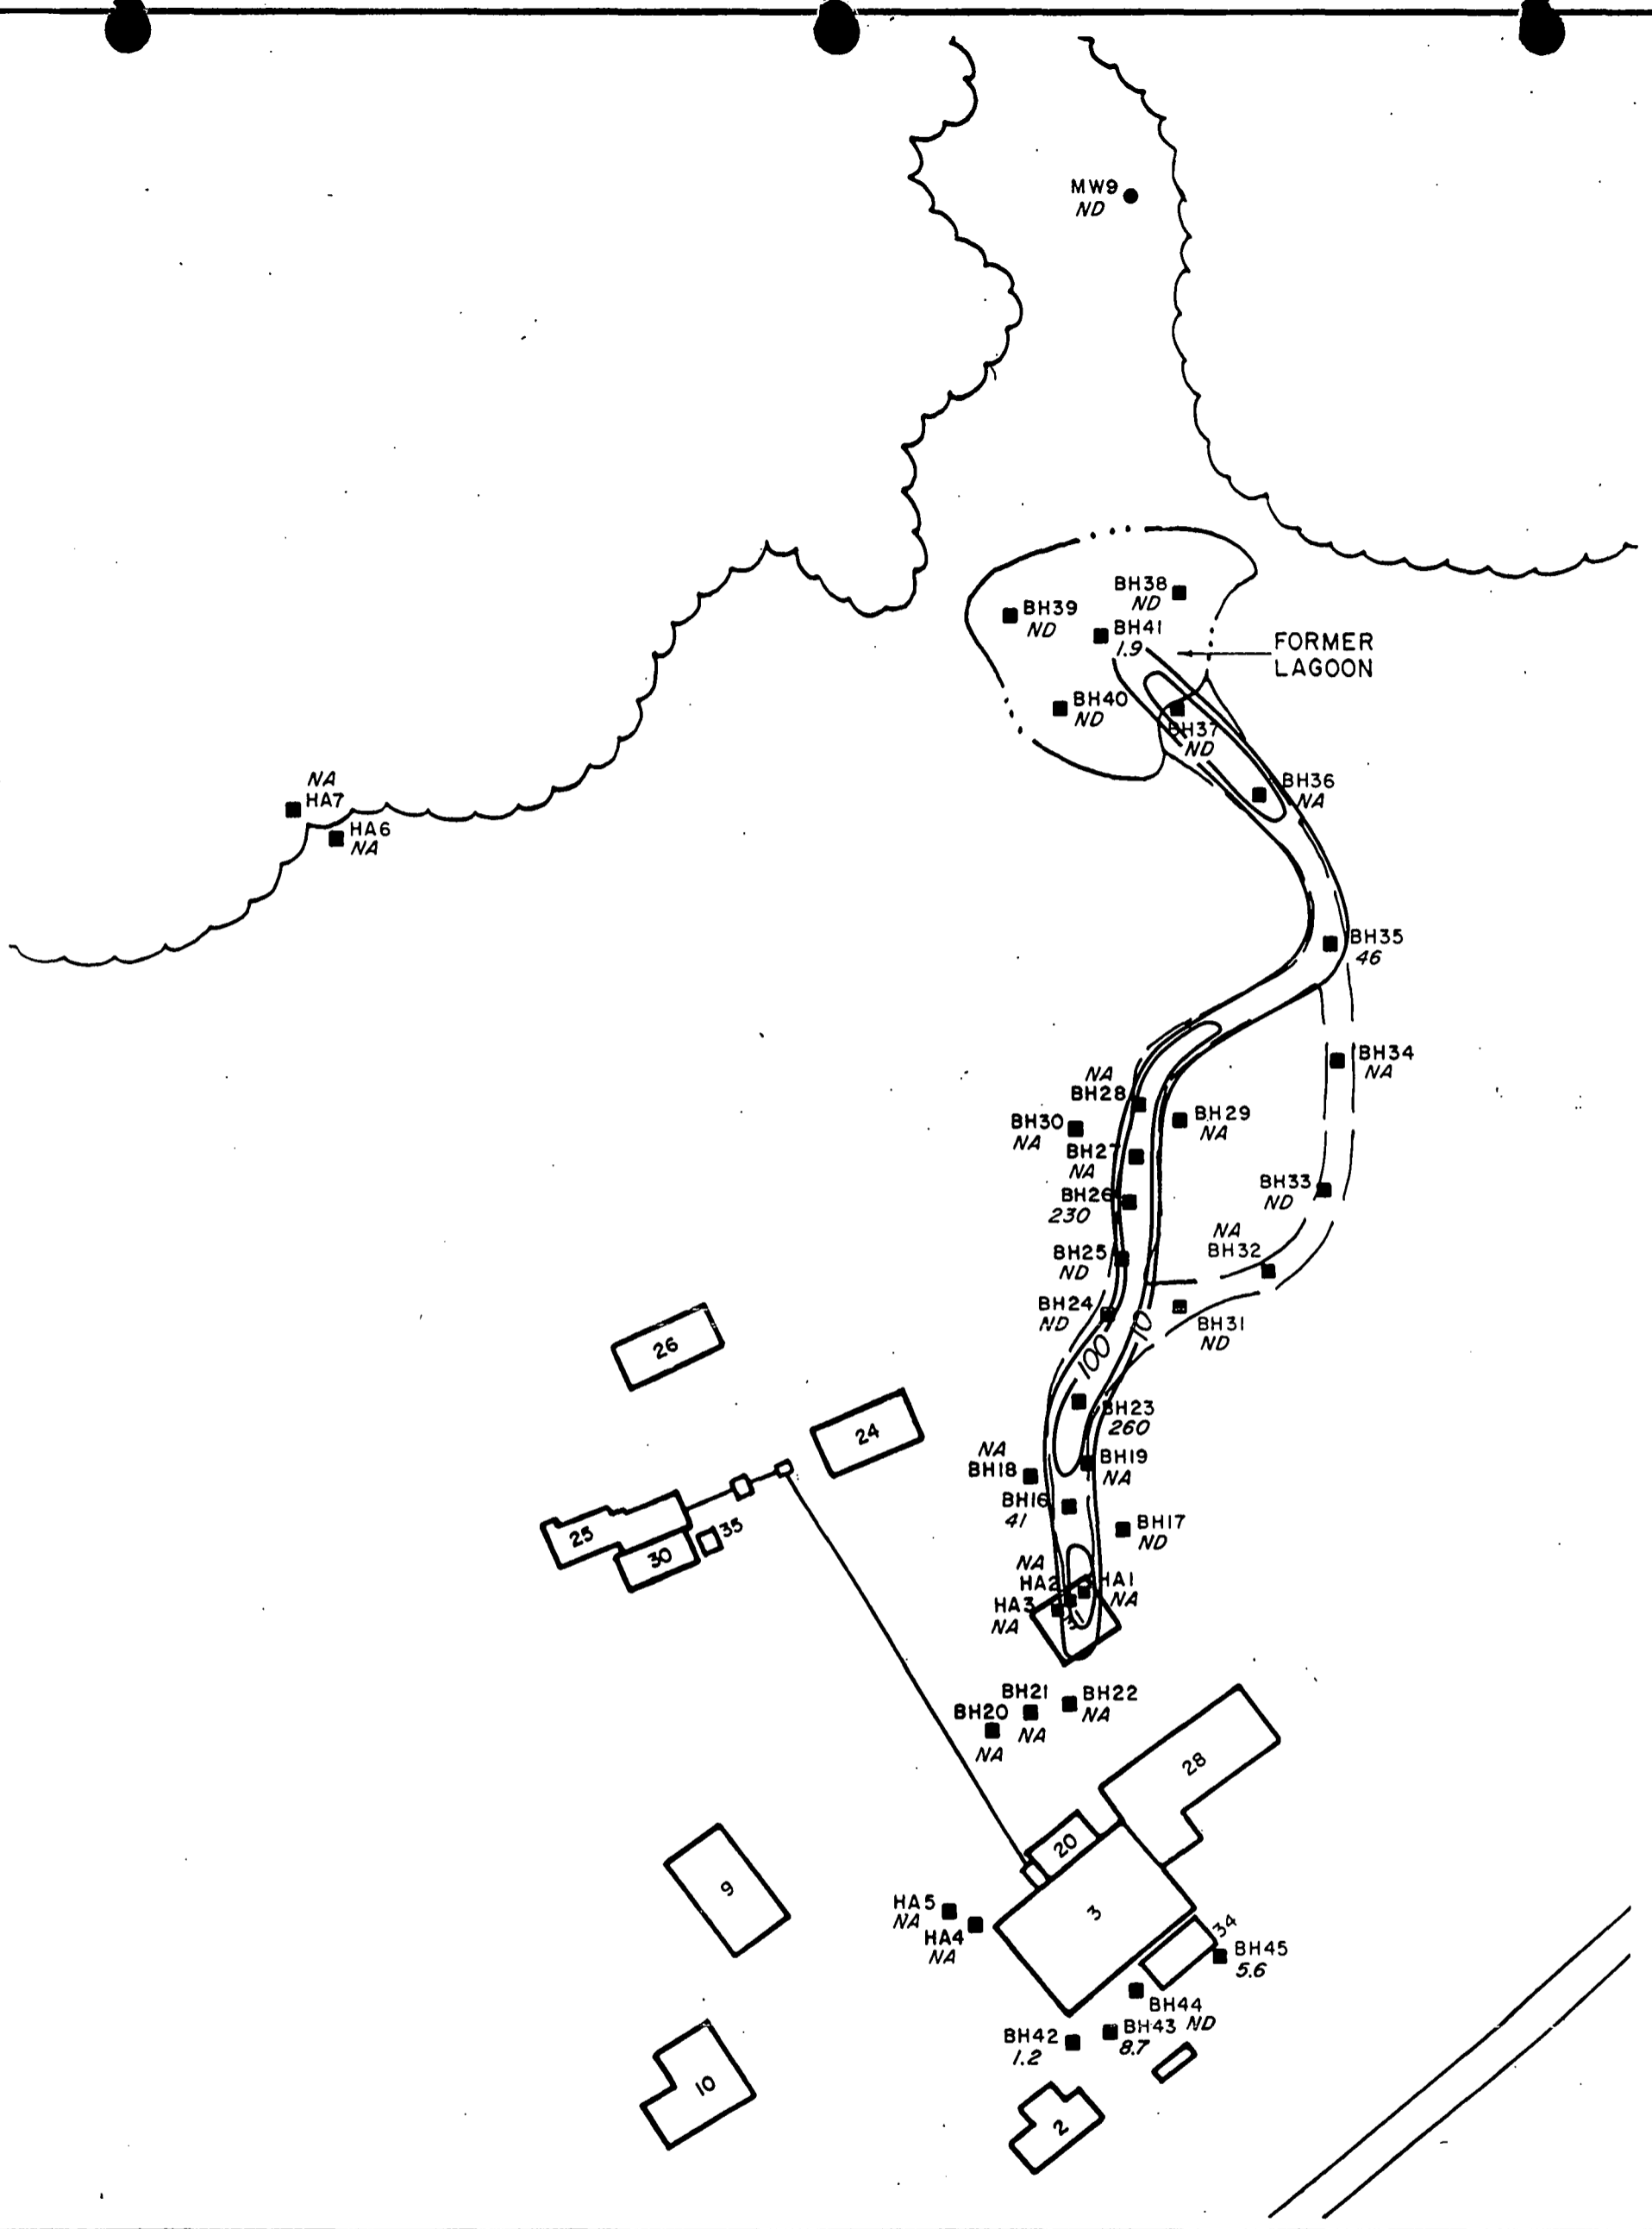 MW9
ND
BH38
ND
BH39
ND
BH41
1.9
FORMER
LAGOON
BH40
ND
BH37
ND
BH36
NA
NA
HA7
HA6
NA
BH35
46
BH34
NA
NA
BH28
BH29
NA
BH30
NA
BH27
NA
BH33
ND
BH26
230
NA
BH32
BH25
ND
BH24
ND
BH31
ND
10
100
26
24
BH23
260
NA
BH18
BH19
NA
BH16
41
BH17
ND
25
30
35
NA
HA2
HA1
NA
HA3
NA
BH21
NA
BH22
NA
BH20
NA
28
20
9
3
HA5
NA
HA4
NA
34
BH45
5.6
BH44
ND
BH43
8.7
BH42
1.2
10
2